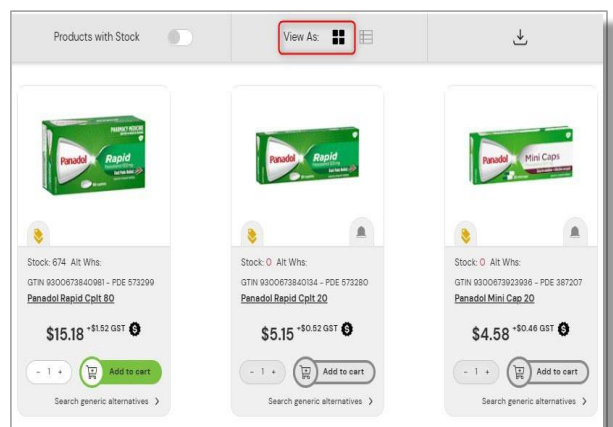 Products with Stock
View As:
PHARMACY MEDICINE
Panadol Rapid
Panadol Rapid
Panadol Mini Caps
Stock: 674 Alt Whs:
GTIN 9300673840981 - PDE 573299
Panadol Rapid Cplt 80
$15.18 +$1.52 GST $
- 1 + Add to cart
Search generic alternatives >
Stock: 0 Alt Whs:
GTIN 9300673840134 - PDE 573280
Panadol Rapid Cplt 20
$5.15 +$0.52 GST $
- 1 + Add to cart
Search generic alternatives >
Stock: 0 Alt Whs:
GTIN 9300673923936 - PDE 387207
Panadol Mini Cap 20
$4.58 +$0.46 GST $
- 1 + Add to cart
Search generic alternatives >